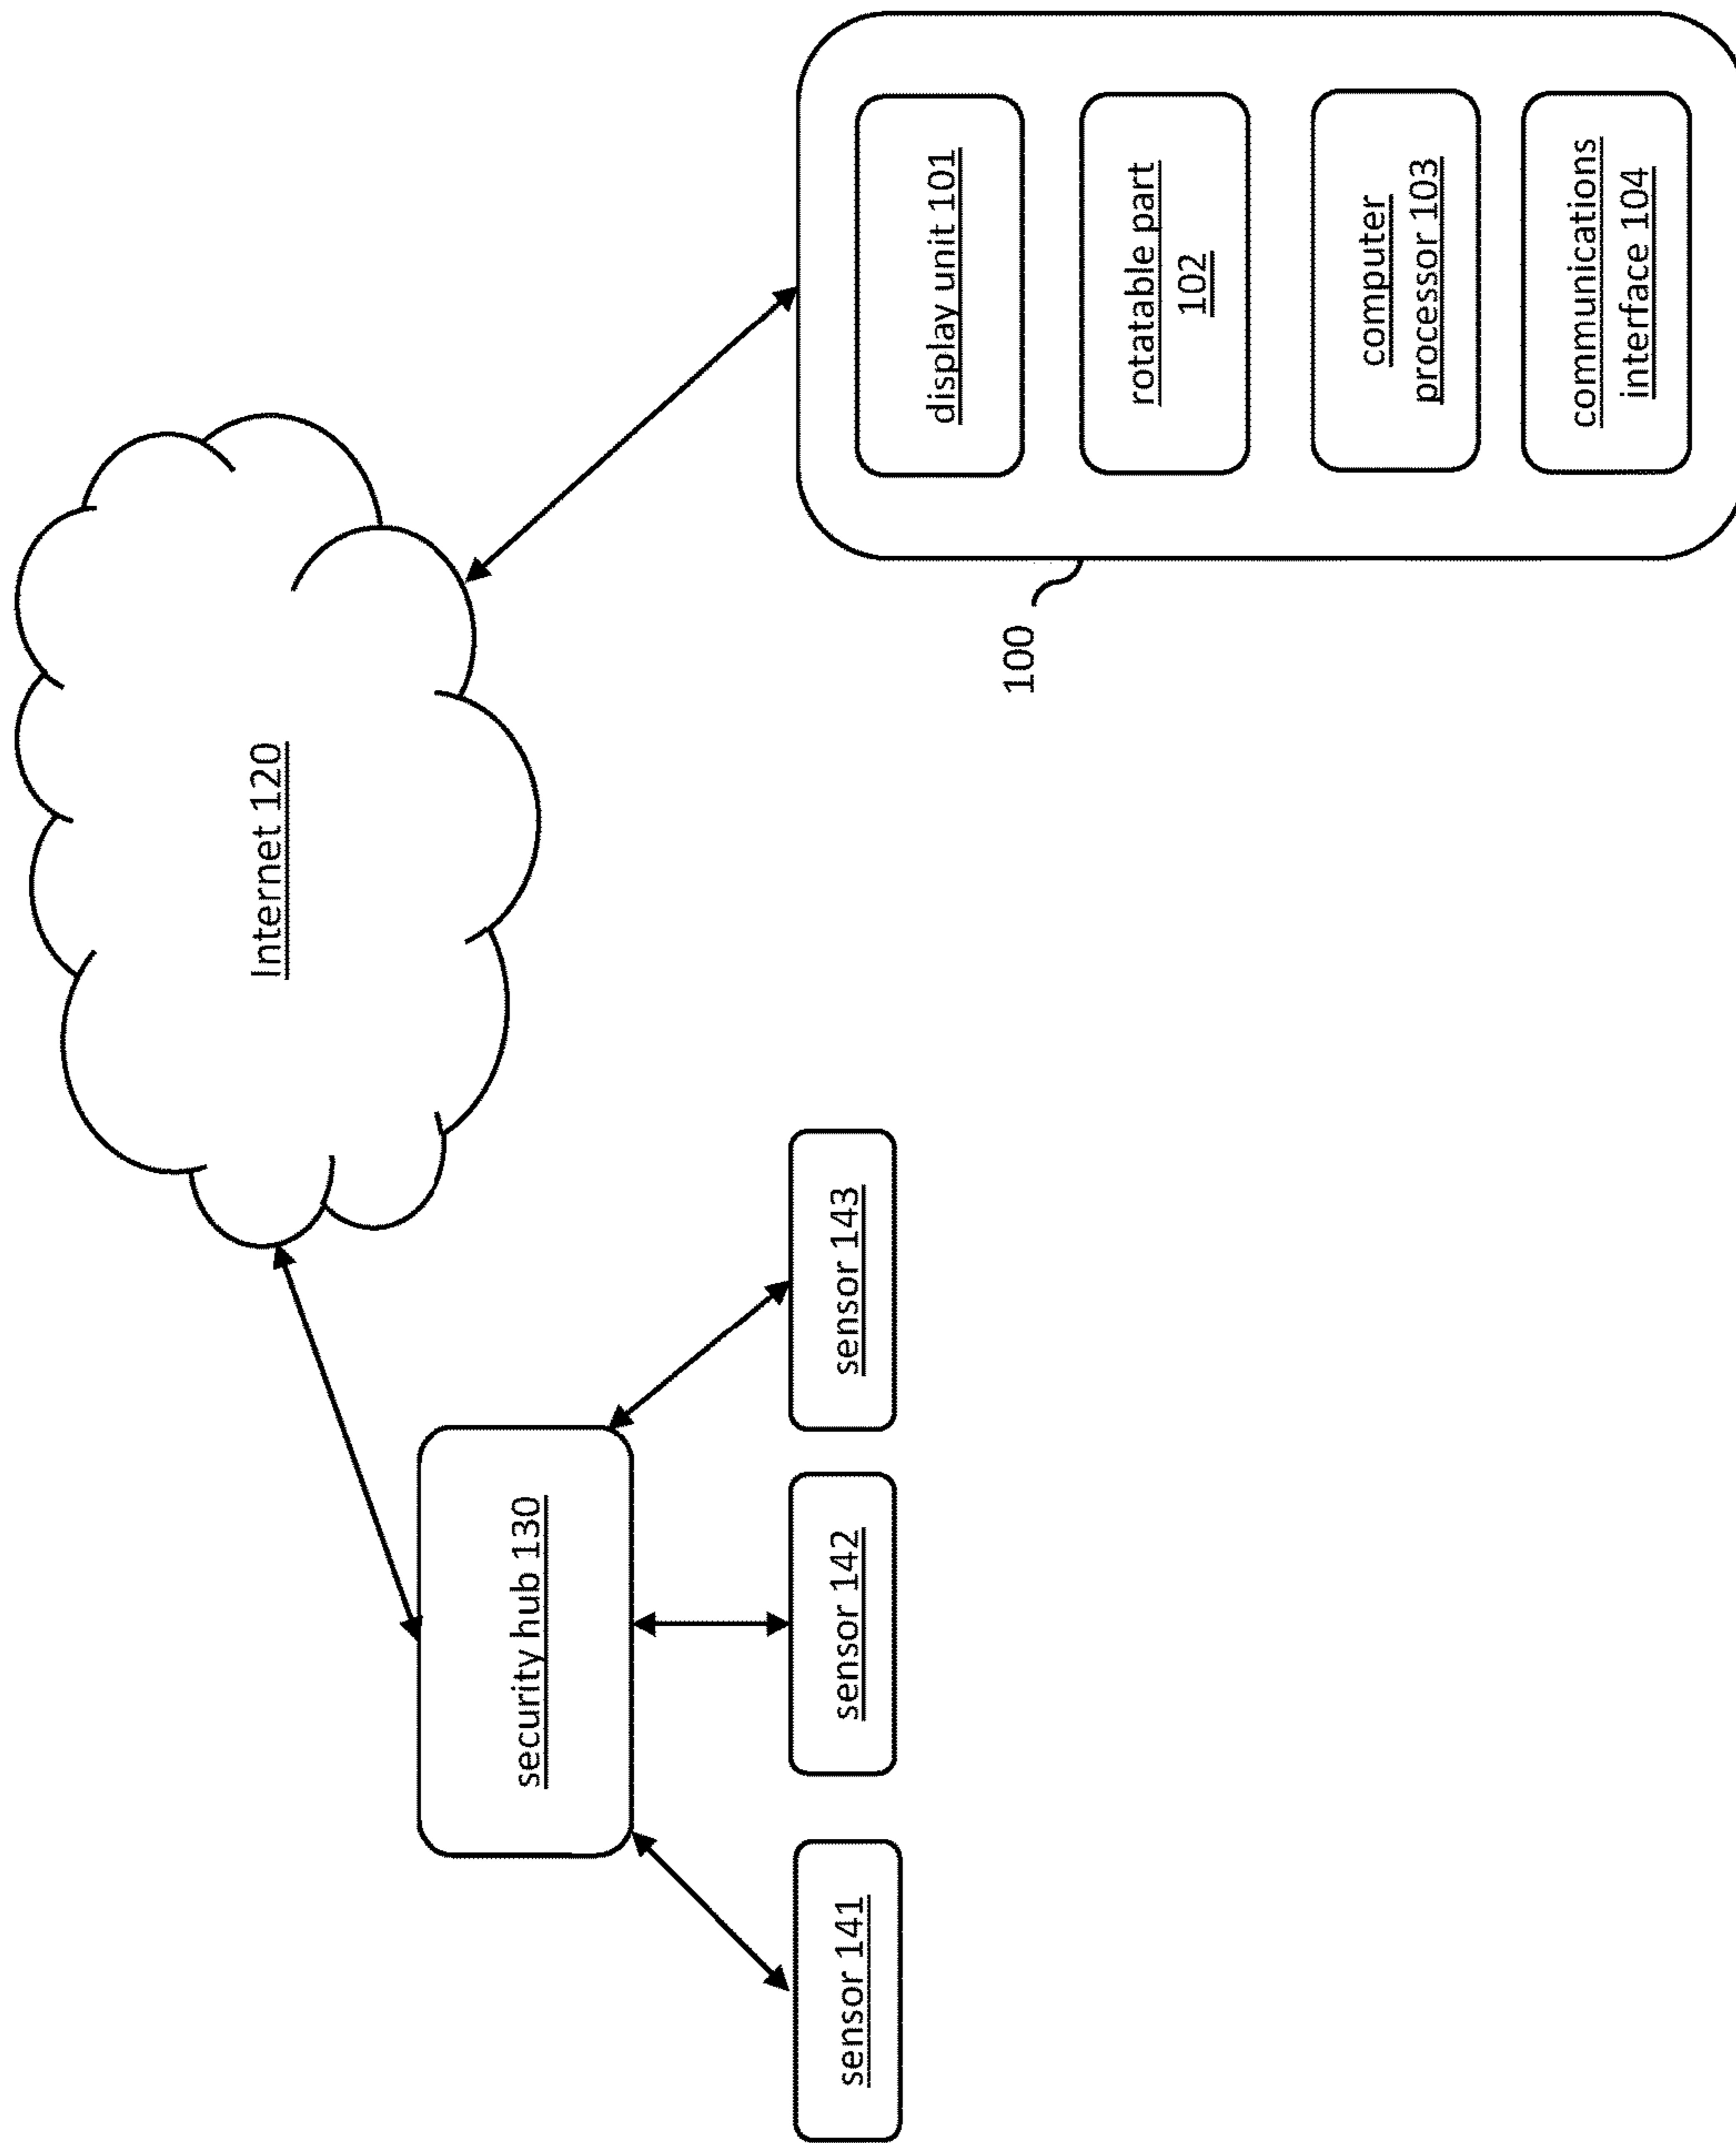 Internet 120
security hub 130
sensor 141
sensor 142
sensor 143
100
display unit 101
rotatable part
102
computer
processor 103
communications
interface 104